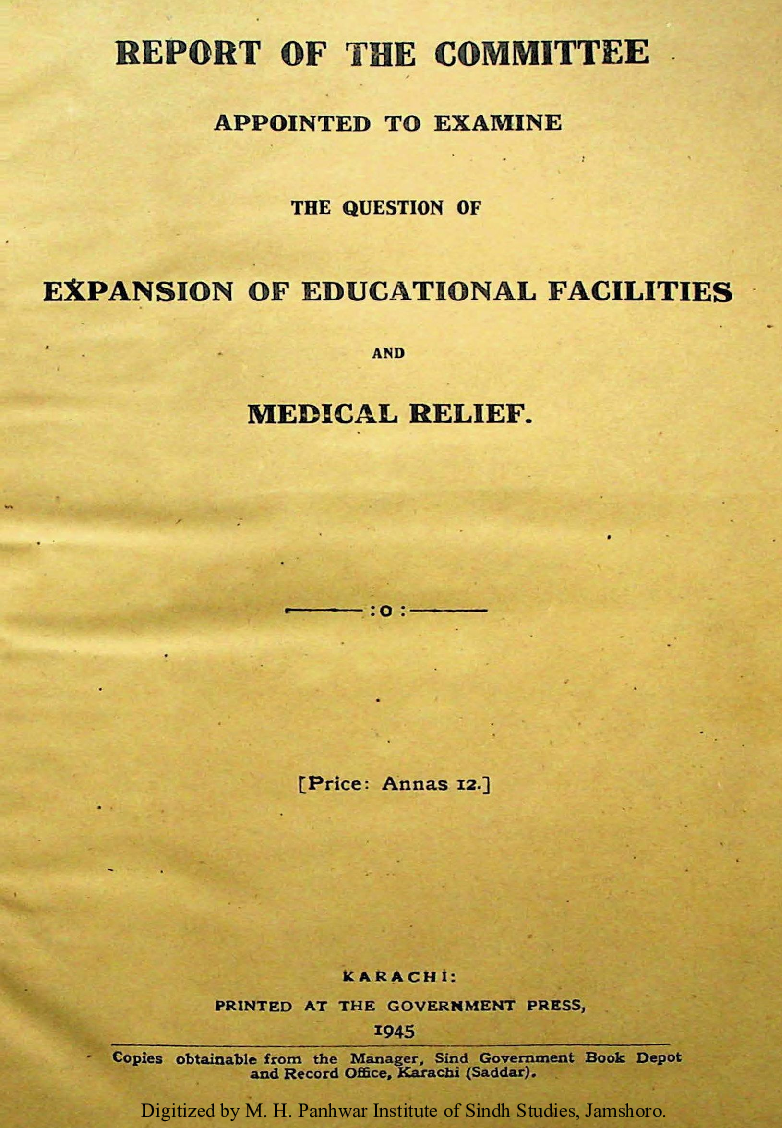 REPORT OF THE COMMITTEE
APPOINTED TO EXAMINE
THE QUESTION OF
EXPANSION OF EDUCATIONAL FACILITIES
AND
MEDICAL RELIEF.
:o:
[Price: Annas 12.]
KARACHI:
PRINTED AT THE GOVERNMENT PRESS,
1945
Copies obtainable from the Manager, Sind Government Book Depot
and Record Office, Karachi (Saddar).
Digitized by M. H. Panhwar Institute of Sindh Studies, Jamshoro.